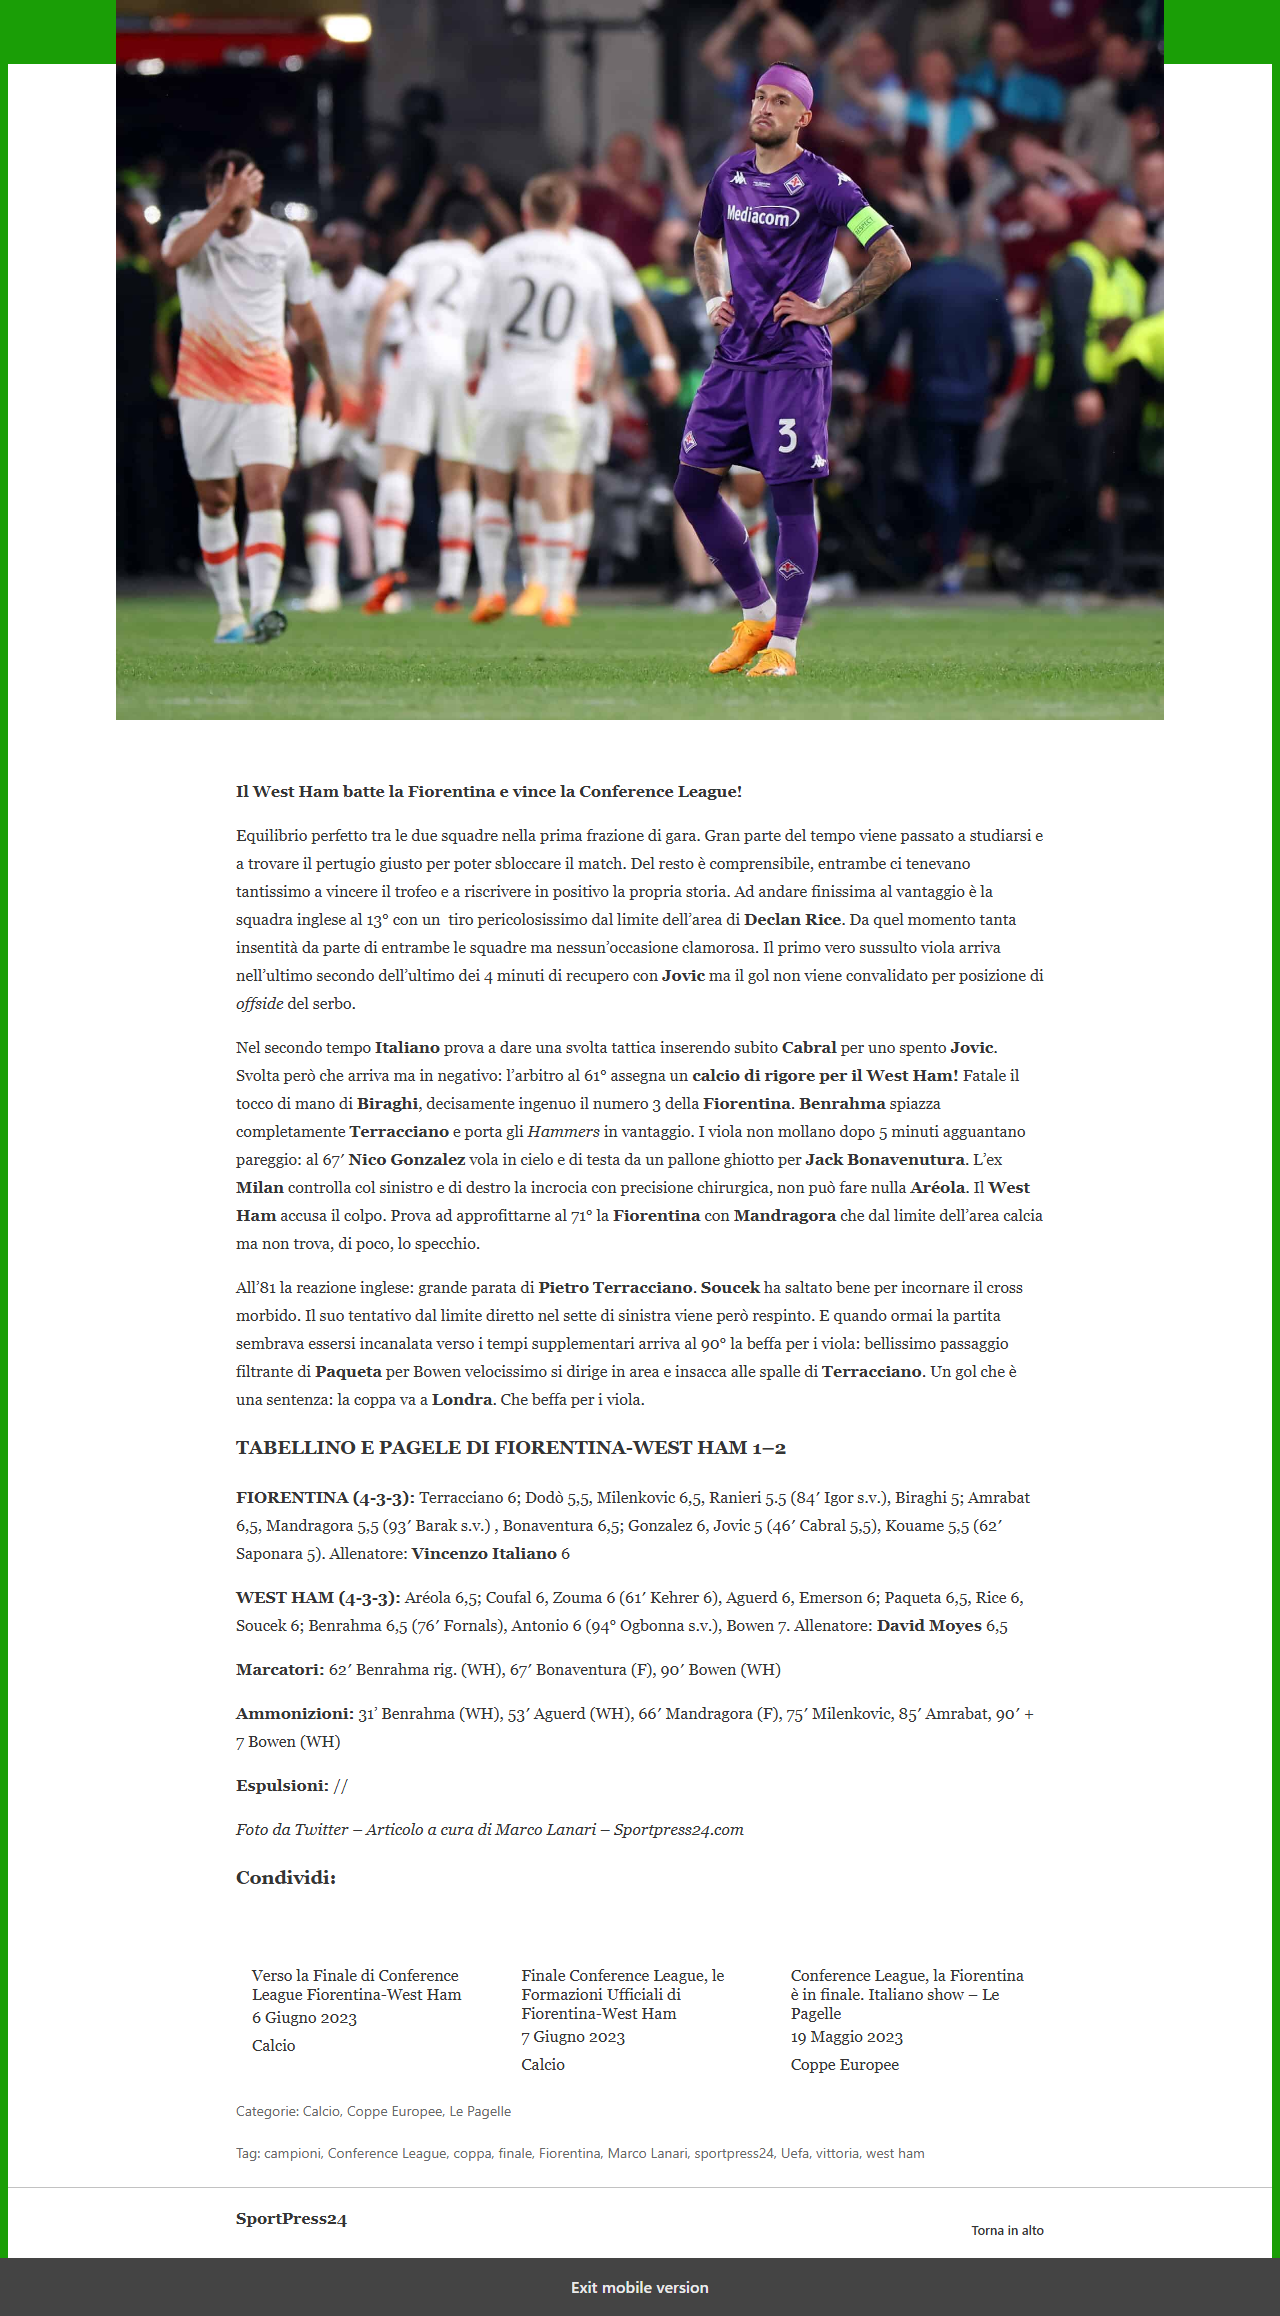 Mediacom
RSPECT
2
20
3
Il West Ham batte la Fiorentina e vince la Conference League!
Equilibrio perfetto tra le due squadre nella prima frazione di gara. Gran parte del tempo viene passato a studiarsi e
a trovare il pertugio giusto per poter sbloccare il match. Del resto è comprensibile, entrambe ci tenevano
tantissimo a vincere il trofeo e a riscrivere in positivo la propria storia. Ad andare finissima al vantaggio è la
squadra inglese al 13° con un  tiro pericolosissimo dal limite dell’area di Declan Rice. Da quel momento tanta
insentità da parte di entrambe le squadre ma nessun’occasione clamorosa. Il primo vero sussulto viola arriva
nell’ultimo secondo dell’ultimo dei 4 minuti di recupero con Jovic ma il gol non viene convalidato per posizione di
offside del serbo.
Nel secondo tempo Italiano prova a dare una svolta tattica inserendo subito Cabral per uno spento Jovic.
Svolta però che arriva ma in negativo: l’arbitro al 61° assegna un calcio di rigore per il West Ham! Fatale il
tocco di mano di Biraghi, decisamente ingenuo il numero 3 della Fiorentina. Benrahma spiazza
completamente Terracciano e porta gli Hammers in vantaggio. I viola non mollano dopo 5 minuti agguantano
pareggio: al 67′ Nico Gonzalez vola in cielo e di testa da un pallone ghiotto per Jack Bonavenutura. L’ex
Milan controlla col sinistro e di destro la incrocia con precisione chirurgica, non può fare nulla Aréola. Il West
Ham accusa il colpo. Prova ad approfittarne al 71° la Fiorentina con Mandragora che dal limite dell’area calcia
ma non trova, di poco, lo specchio.
All’81 la reazione inglese: grande parata di Pietro Terracciano. Soucek ha saltato bene per incornare il cross
morbido. Il suo tentativo dal limite diretto nel sette di sinistra viene però respinto. E quando ormai la partita
sembrava essersi incanalata verso i tempi supplementari arriva al 90° la beffa per i viola: bellissimo passaggio
filtrante di Paqueta per Bowen velocissimo si dirige in area e insacca alle spalle di Terracciano. Un gol che è
una sentenza: la coppa va a Londra. Che beffa per i viola.
TABELLINO E PAGELE DI FIORENTINA-WEST HAM 1–2
FIORENTINA (4-3-3): Terracciano 6; Dodò 5,5, Milenkovic 6,5, Ranieri 5.5 (84′ Igor s.v.), Biraghi 5; Amrabat
6,5, Mandragora 5,5 (93′ Barak s.v.) , Bonaventura 6,5; Gonzalez 6, Jovic 5 (46′ Cabral 5,5), Kouame 5,5 (62′
Saponara 5). Allenatore: Vincenzo Italiano 6
WEST HAM (4-3-3): Aréola 6,5; Coufal 6, Zouma 6 (61′ Kehrer 6), Aguerd 6, Emerson 6; Paqueta 6,5, Rice 6,
Soucek 6; Benrahma 6,5 (76′ Fornals), Antonio 6 (94° Ogbonna s.v.), Bowen 7. Allenatore: David Moyes 6,5
Marcatori: 62′ Benrahma rig. (WH), 67′ Bonaventura (F), 90′ Bowen (WH)
Ammonizioni: 31’ Benrahma (WH), 53′ Aguerd (WH), 66′ Mandragora (F), 75′ Milenkovic, 85′ Amrabat, 90′ +
7 Bowen (WH)
Espulsioni: //
Foto da Twitter – Articolo a cura di Marco Lanari – Sportpress24.com
Condividi:
Verso la Finale di Conference
League Fiorentina-West Ham
6 Giugno 2023
Calcio
Finale Conference League, le
Formazioni Ufficiali di
Fiorentina-West Ham
7 Giugno 2023
Calcio
Conference League, la Fiorentina
è in finale. Italiano show – Le
Pagelle
19 Maggio 2023
Coppe Europee
Categorie: Calcio, Coppe Europee, Le Pagelle
Tag: campioni, Conference League, coppa, finale, Fiorentina, Marco Lanari, sportpress24, Uefa, vittoria, west ham
SportPress24
Torna in alto
Exit mobile version